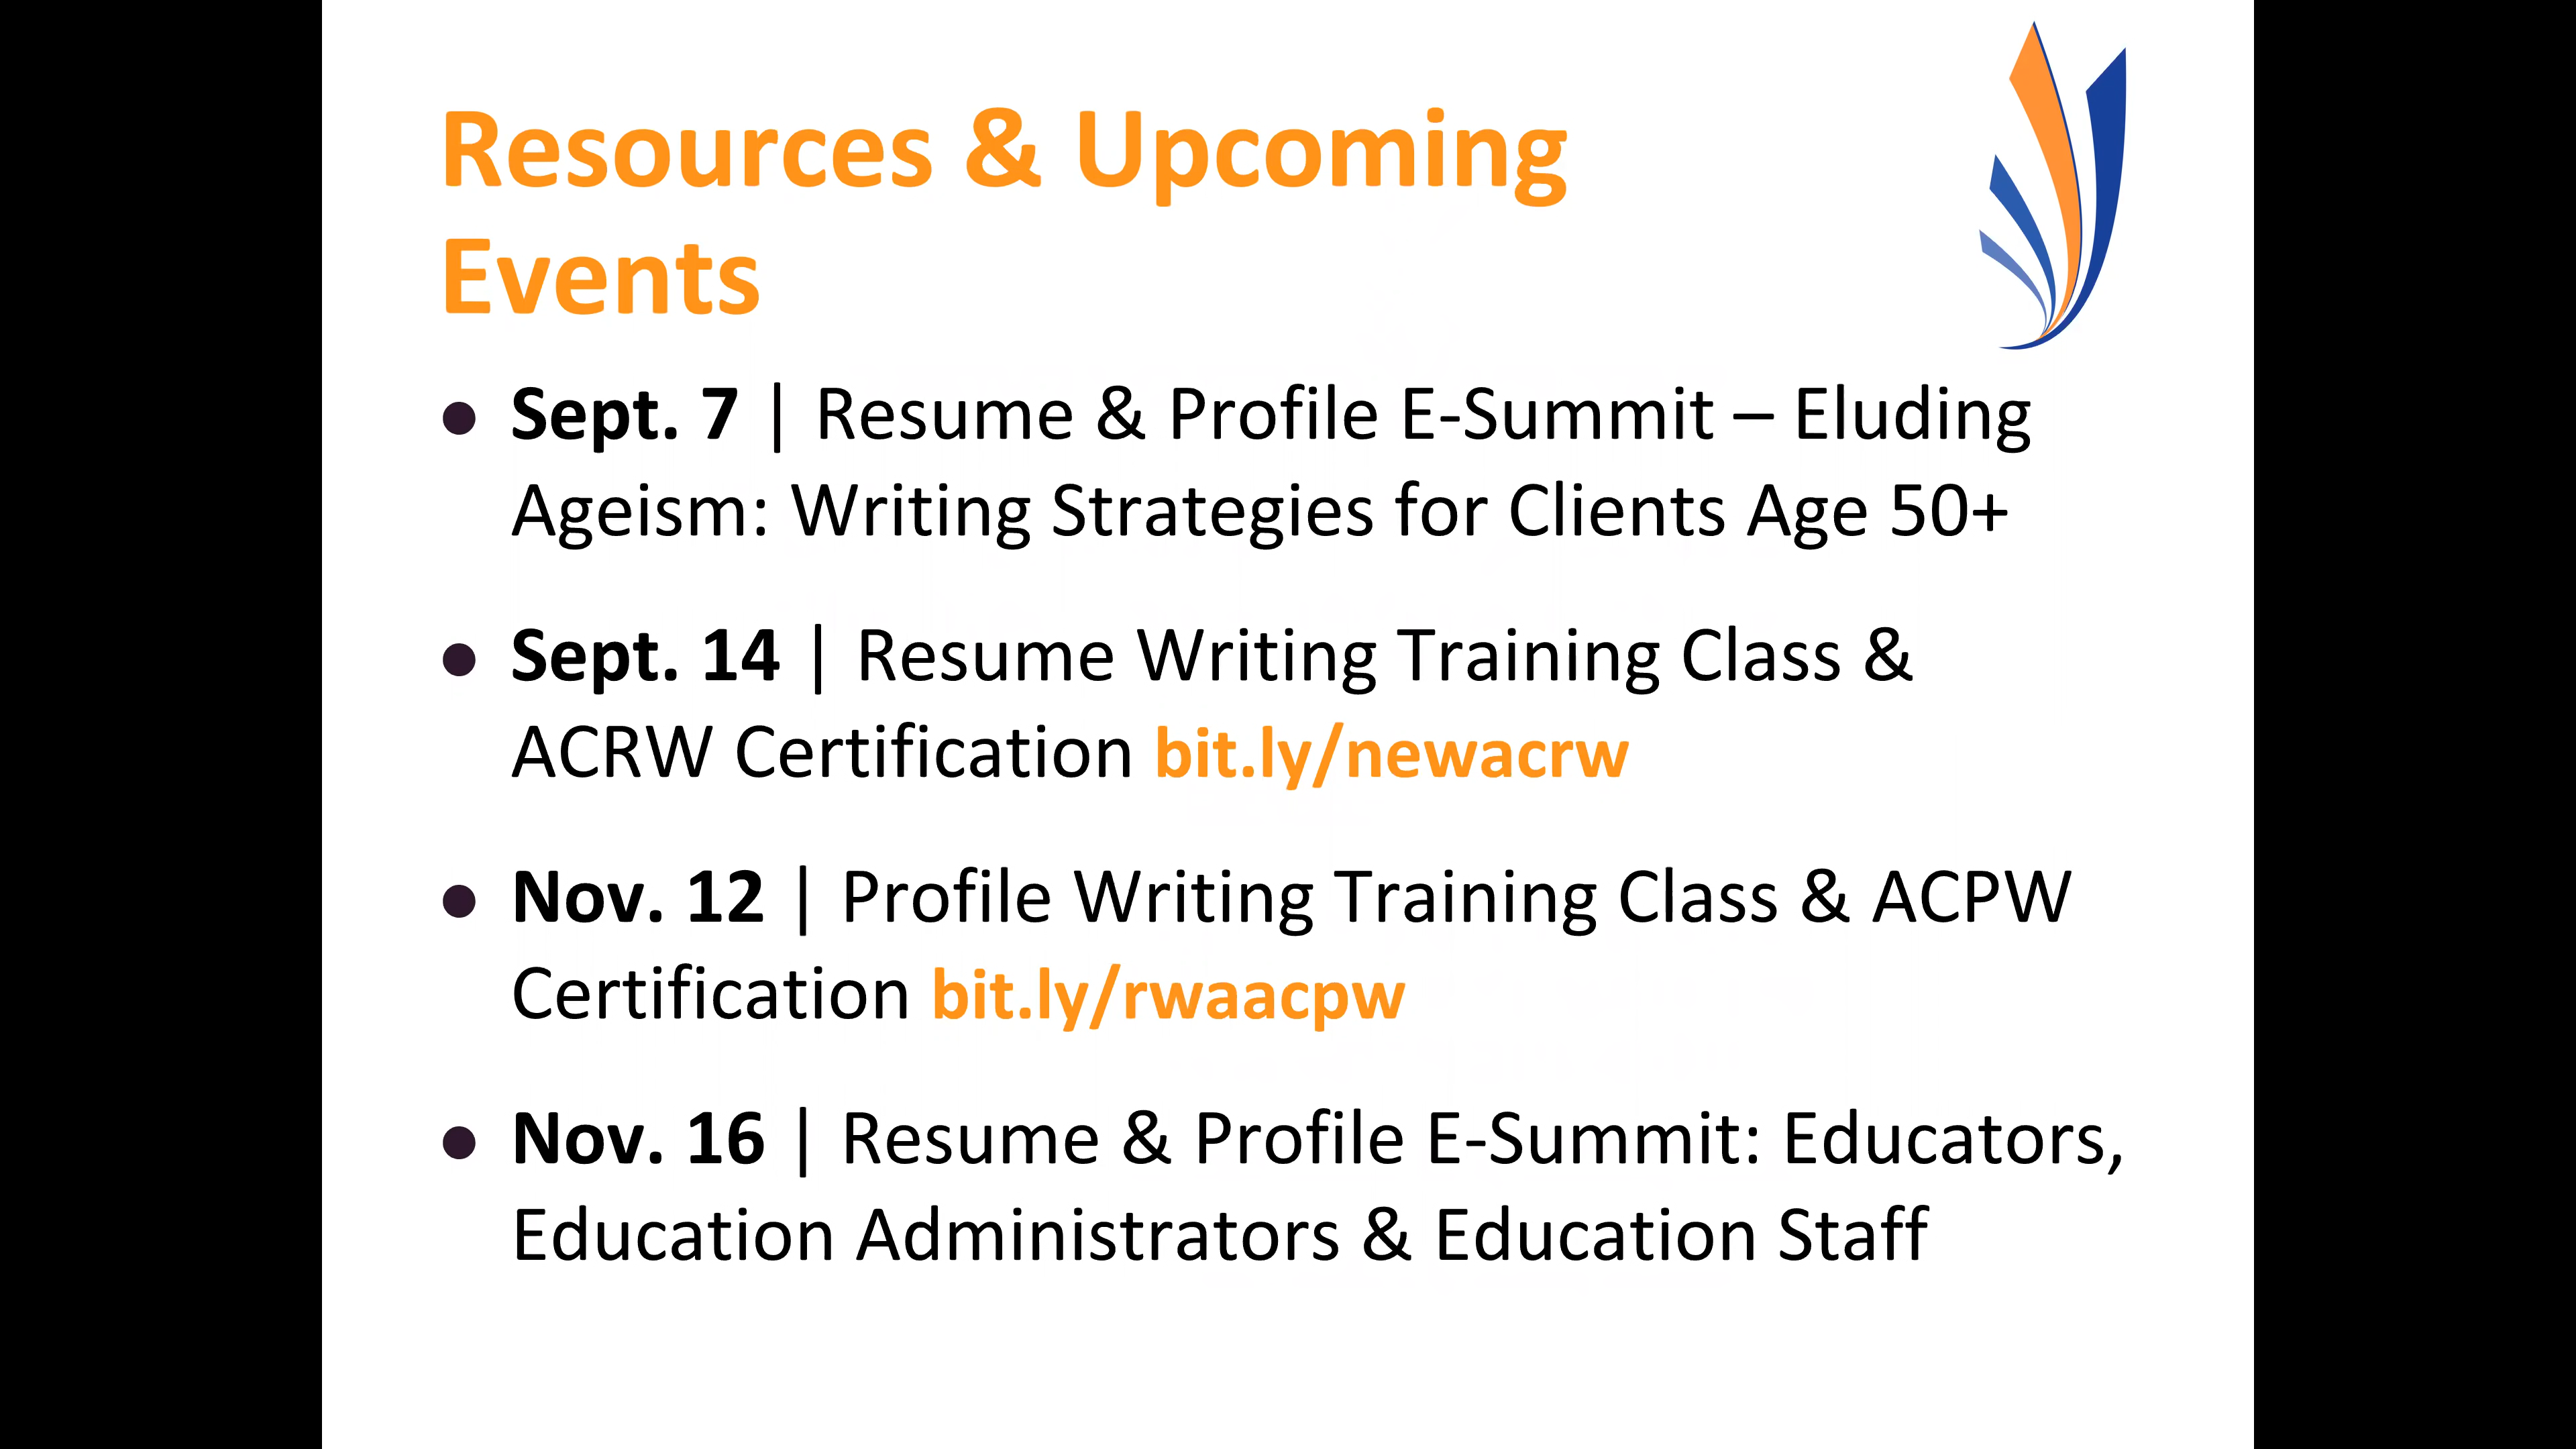 Resources & Upcoming
Events
● Sept. 7 | Resume & Profile E-Summit – Eluding
Ageism: Writing Strategies for Clients Age 50+
● Sept. 14 | Resume Writing Training Class &
ACRW Certification bit.ly/newacrw
● Nov. 12 | Profile Writing Training Class & ACPW
Certification bit.ly/rwaacpw
● Nov. 16 | Resume & Profile E-Summit: Educators,
Education Administrators & Education Staff